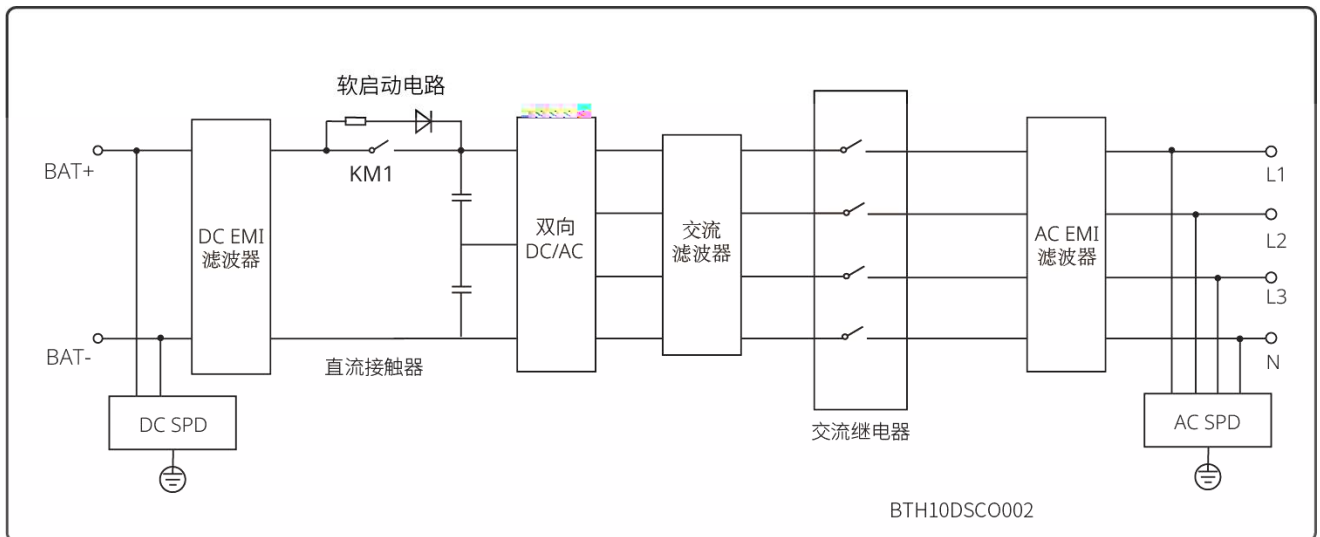 软启动电路
BAT+
KM1
L1
DC EMI
滤波器
双向
DC/AC
交流
滤波器
AC EMI
滤波器
L2
L3
BAT-
直流接触器
N
DC SPD
交流继电器
AC SPD
BTH10DSCO002